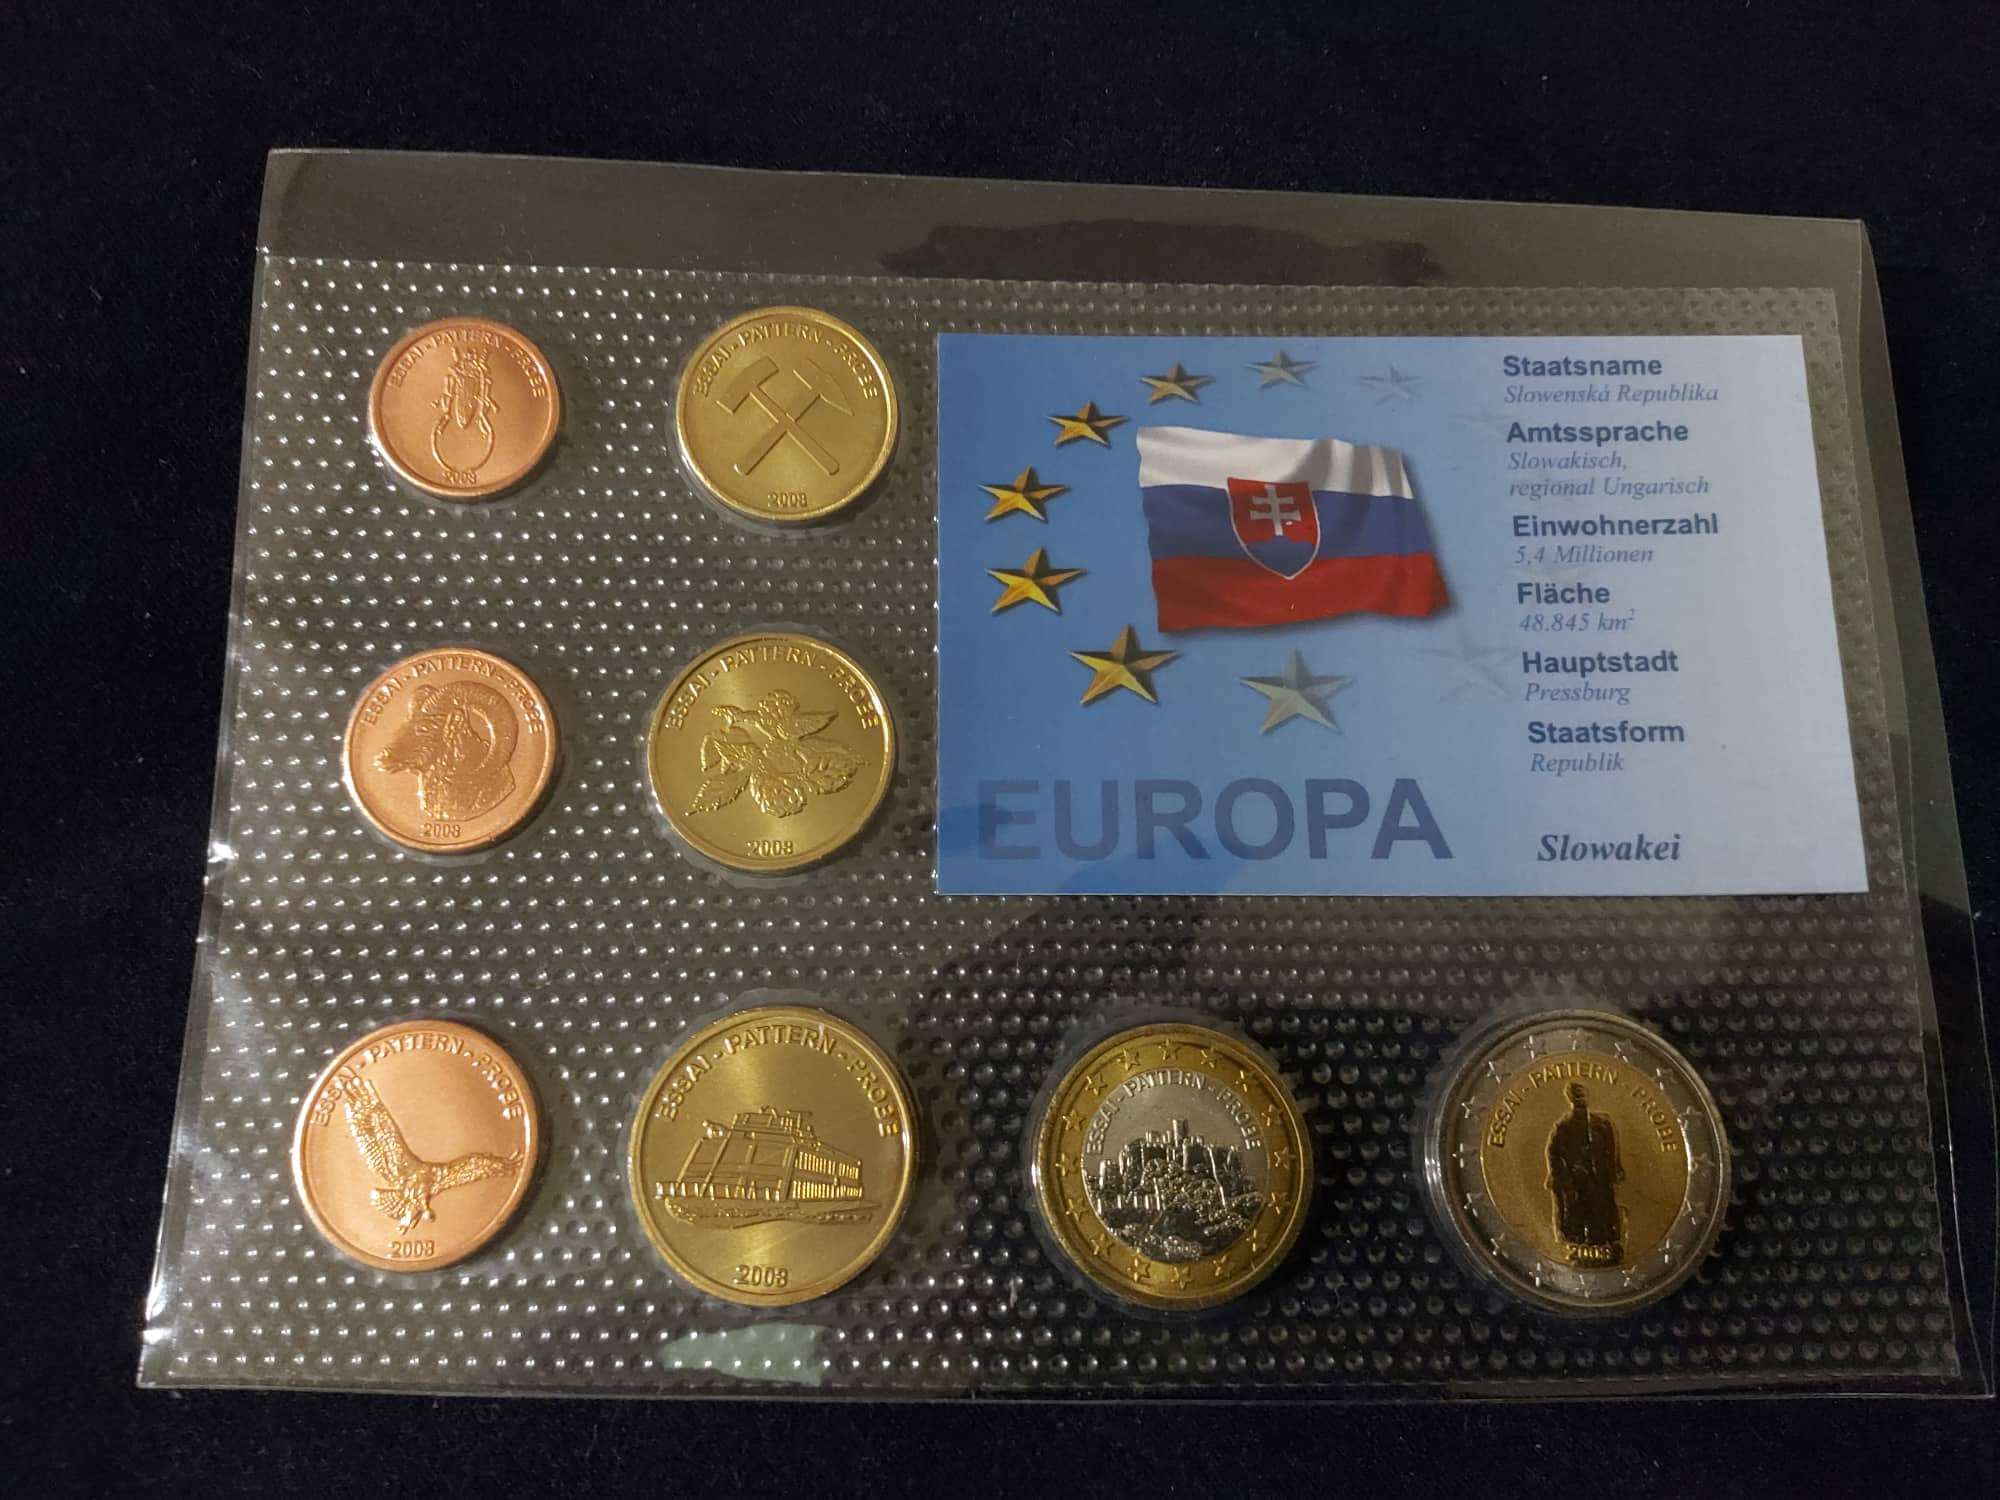 ESSAI - PATTERN - PROBE
2008
ESSAI - PATTERN - PROBE
2008
Staatsname
Slowenská Republika
Amtssprache
Slowakisch,
regional Ungarisch
Einwohnerzahl
5,4 Millionen
Fläche
48.845 km²
Hauptstadt
Pressburg
Staatsform
Republik
EUROPA
Slowakei
ESSAI - PATTERN - PROBE
2008
ESSAI - PATTERN - PROBE
2008
ESSAI - PATTERN - PROBE
2008
ESSAI - PATTERN - PROBE
2008
ESSAI - PATTERN - PROBE
2008
ESSAI - PATTERN - PROBE
2008